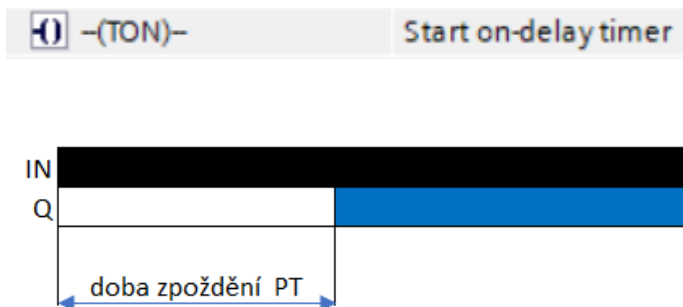 –(TON)– Start on-delay timer
IN
Q
doba zpoždění PT